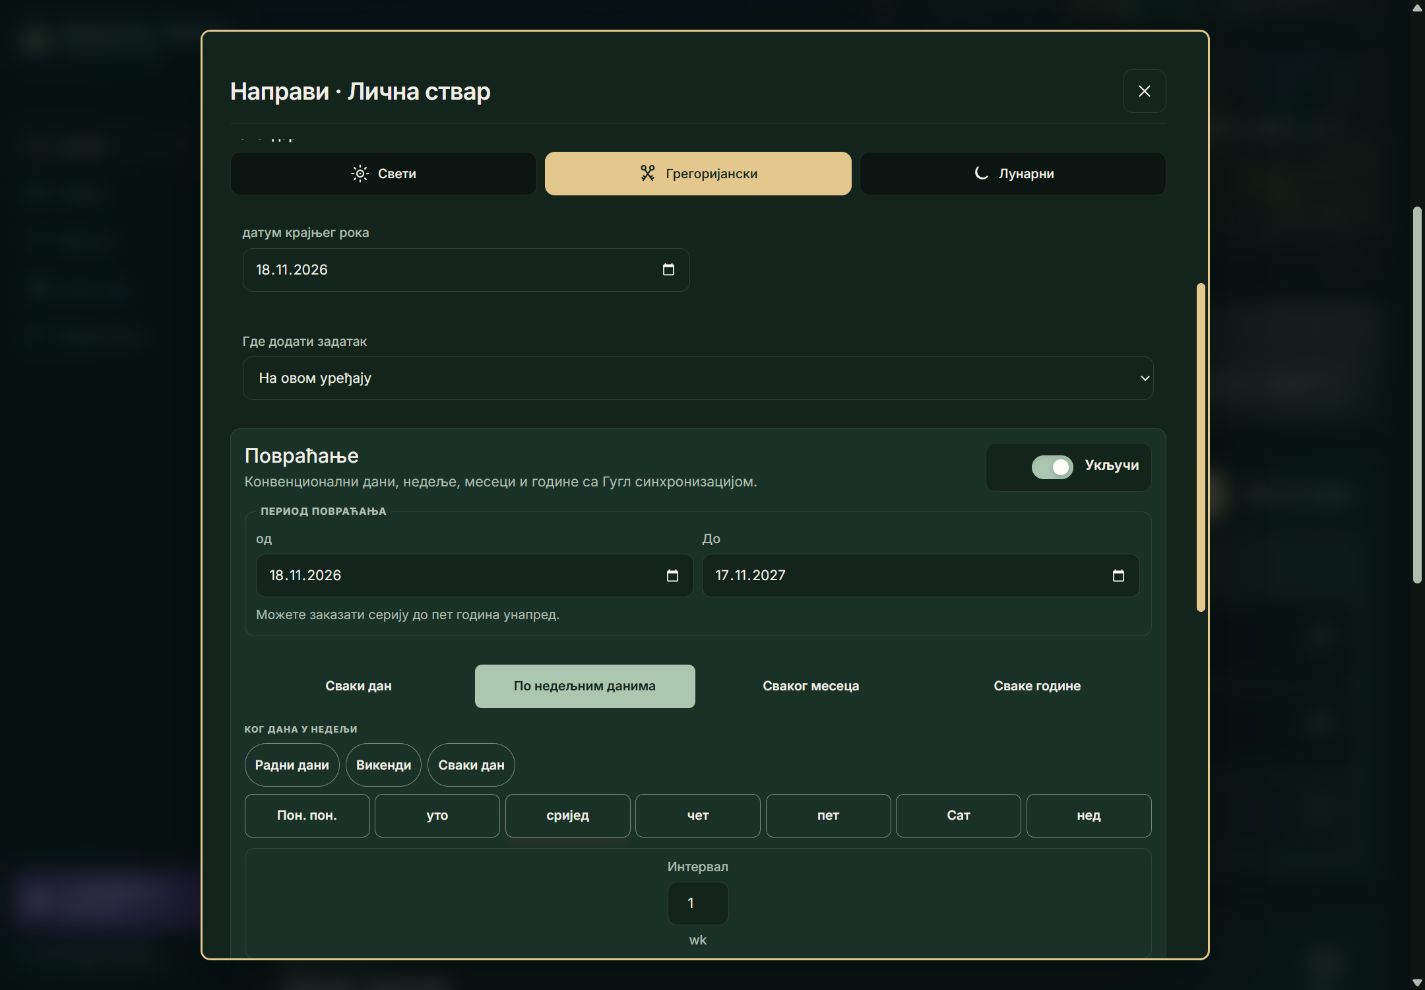 Направи · Лична ствар
Свети
Грегоријански
Лунарни
датум крајњег рока
18.11.2026
Где додати задатак
На овом уређају
Повраћање
Укључи
Конвенционални дани, недеље, месеци и године са Гугл синхронизацијом.
ПЕРИОД ПОВРАЋАЊА
од
До
18.11.2026
17.11.2027
Можете заказати серију до пет година унапред.
Сваки дан
По недељним данима
Сваког месеца
Сваке године
КОГ ДАНА У НЕДЕЉИ
Радни дани
Викенди
Сваки дан
Пон. пон.
уто
сријед
чет
пет
Сат
нед
Интервал
1
wk